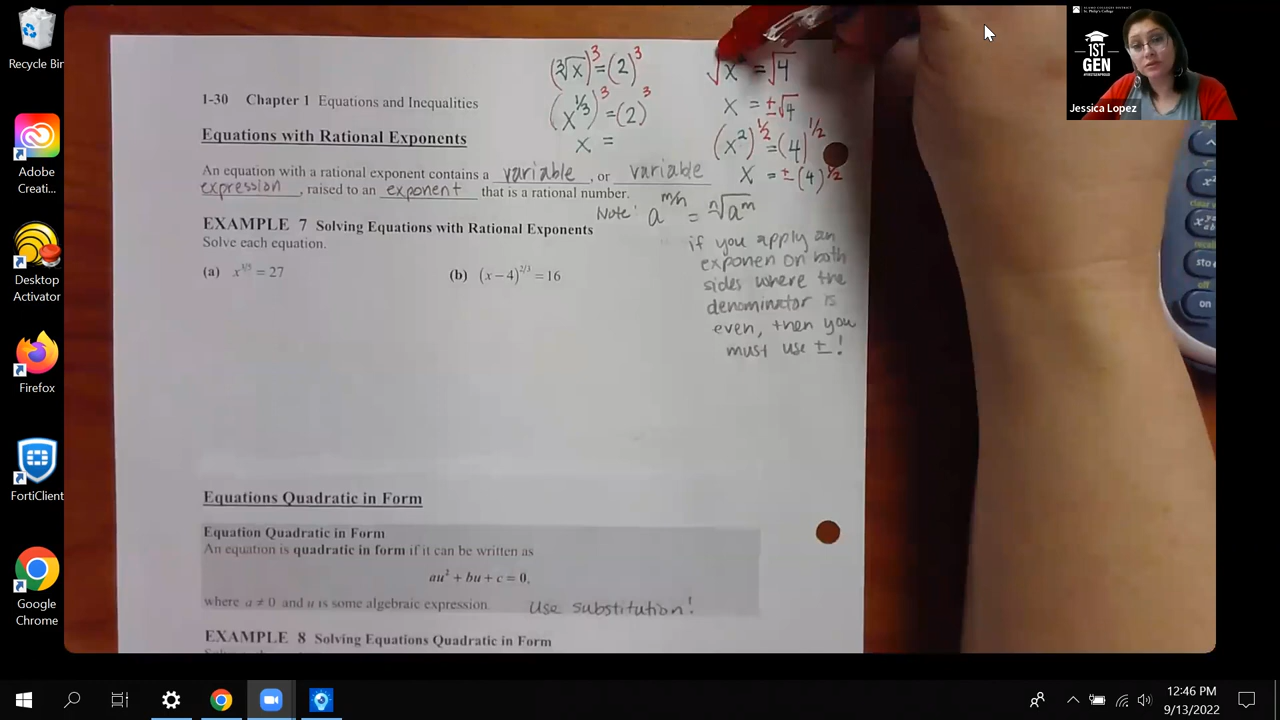 Recycle Bin
Adobe
Creati...
Desktop
Activator
Firefox
FortiClient
Google
Chrome
(∛x)³ = (2)³
(x^1/3)³ = (2)³
x =
√x² = √4
x = ±√4
(x²)^1/2 = (4)^1/2
x = ±(4)^1/2
1-30 Chapter 1 Equations and Inequalities
Equations with Rational Exponents
An equation with a rational exponent contains a variable, or variable
expression, raised to an exponent that is a rational number.
Note: a^m/n = ⁿ√a^m
EXAMPLE 7 Solving Equations with Rational Exponents
Solve each equation.
(a) x^3/5 = 27
(b) (x − 4)^2/3 = 16
if you apply an
exponen on both
sides where the
denominator is
even, then you
must use ±!
Equations Quadratic in Form
Equation Quadratic in Form
An equation is quadratic in form if it can be written as
au² + bu + c = 0,
where a ≠ 0 and u is some algebraic expression. Use substitution!
EXAMPLE 8 Solving Equations Quadratic in Form
1ST
GEN
Jessica Lopez
sto
on
12:46 PM
9/13/2022